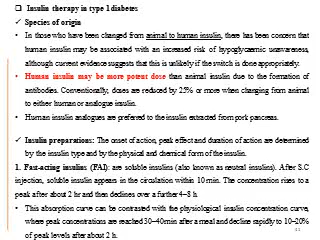 ❑ Insulin therapy in type 1 diabetes
✓ Species of origin
• In those who have been changed from animal to human insulin, there has been concern that
human insulin may be associated with an increased risk of hypoglycaemic unawareness,
although current evidence suggests that this is unlikely if the switch is done appropriately.
• Human insulin may be more potent dose than animal insulin due to the formation of
antibodies. Conventionally, doses are reduced by 25% or more when changing from animal
to either human or analogue insulin.
• Human insulin analogues are preferred to the insulin extracted from pork pancreas.
✓ Insulin preparations: The onset of action, peak effect and duration of action are determined
by the insulin type and by the physical and chemical form of the insulin.
1. Fast-acting insulins (FAI): are soluble insulins (also known as neutral insulins). After S.C
injection, soluble insulin appears in the circulation within 10 min. The concentration rises to a
peak after about 2 hr and then declines over a further 4–8 h.
• This absorption curve can be contrasted with the physiological insulin concentration curve,
where peak concentrations are reached 30–40 min after a meal and decline rapidly to 10–20%
of peak levels after about 2 h.